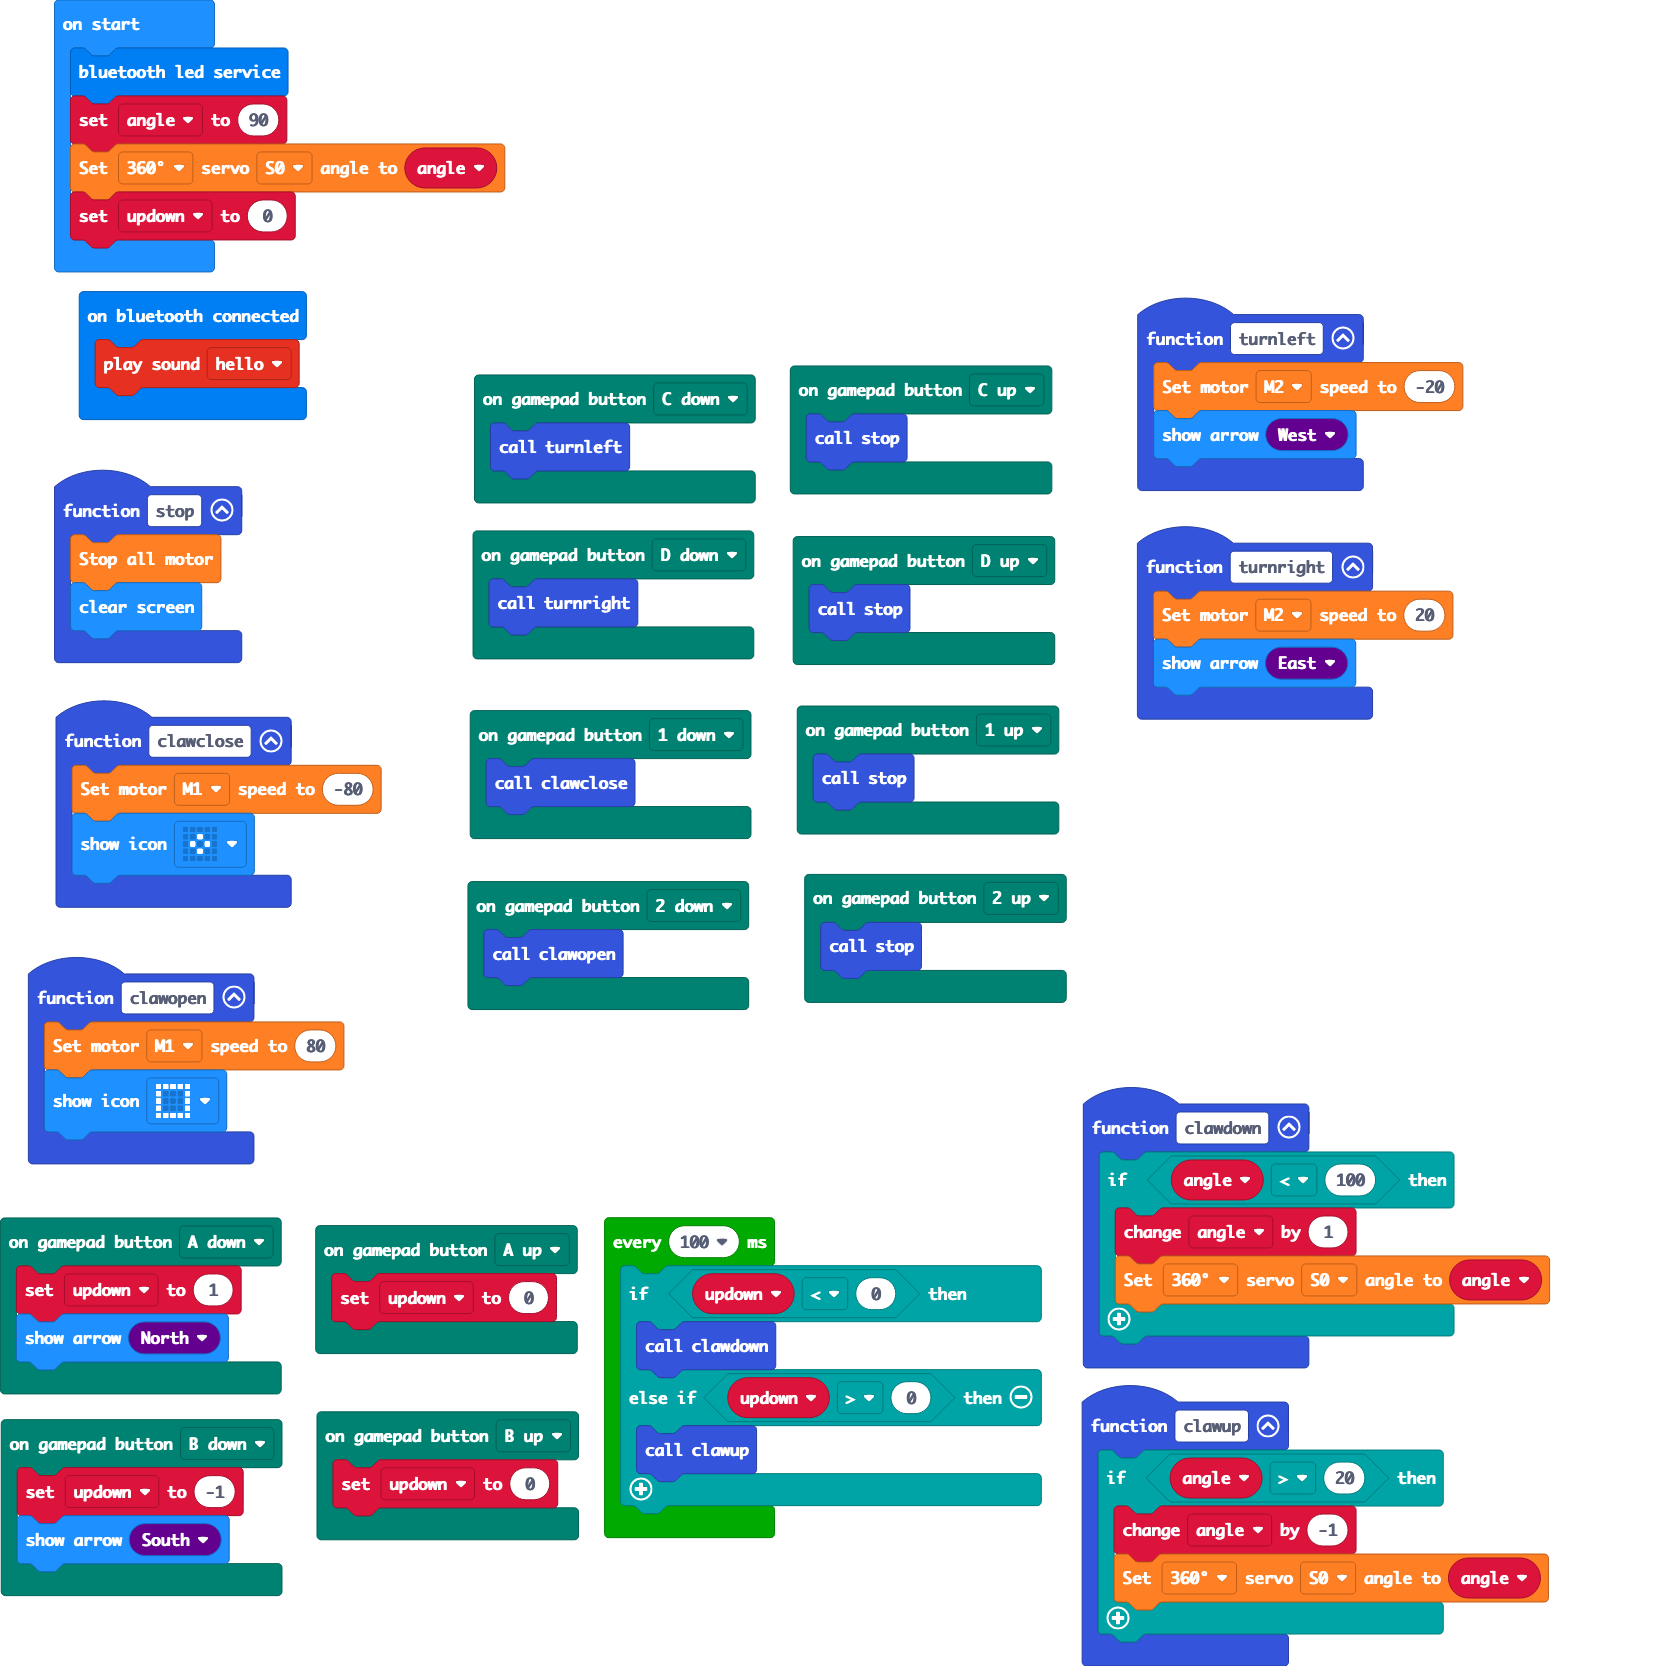 on start
bluetooth led service
set angle to 90
Set 360° servo S0 angle to angle
set updown to 0
on bluetooth connected
play sound hello
function stop
Stop all motor
clear screen
function clawclose
Set motor M1 speed to -80
show icon
function clawopen
Set motor M1 speed to 80
show icon
on gamepad button C down
call turnleft
on gamepad button C up
call stop
on gamepad button D down
call turnright
on gamepad button D up
call stop
on gamepad button 1 down
call clawclose
on gamepad button 1 up
call stop
on gamepad button 2 down
call clawopen
on gamepad button 2 up
call stop
function turnleft
Set motor M2 speed to -20
show arrow West
function turnright
Set motor M2 speed to 20
show arrow East
on gamepad button A down
set updown to 1
show arrow North
on gamepad button A up
set updown to 0
on gamepad button B down
set updown to -1
show arrow South
on gamepad button B up
set updown to 0
every 100 ms
if updown < 0 then
call clawdown
else if updown > 0 then
call clawup
function clawdown
if angle < 100 then
change angle by 1
Set 360° servo S0 angle to angle
function clawup
if angle > 20 then
change angle by -1
Set 360° servo S0 angle to angle